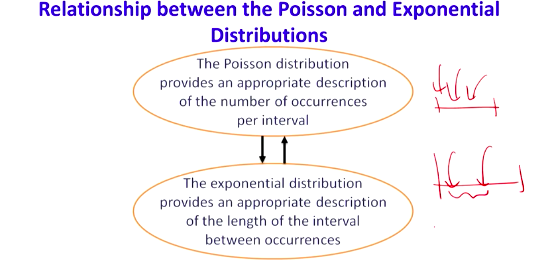 Relationship between the Poisson and Exponential
Distributions
The Poisson distribution
provides an appropriate description
of the number of occurrences
per interval
The exponential distribution
provides an appropriate description
of the length of the interval
between occurrences